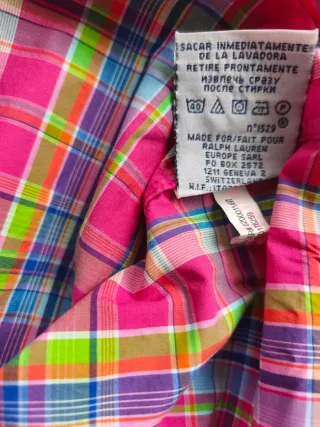 SACAR INMEDIATAMENTE
DE LA LAVADORA
RETIRE PRONTAMENTE
ИЗВЛЕЧЬ СРАЗУ
ПОСЛЕ СТИРКИ
40
nº1529 ®
MADE FOR/FAIT POUR
RALPH LAUREN
EUROPE SARL
PO BOX 2572
1211 GENEVA 2
SWITZERLAND